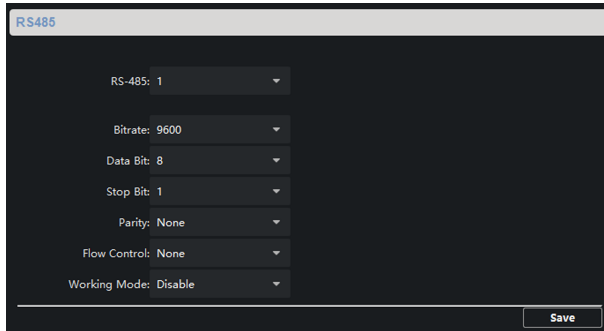 RS485
RS-485: 1
Bitrate: 9600
Data Bit: 8
Stop Bit: 1
Parity: None
Flow Control: None
Working Mode: Disable
Save